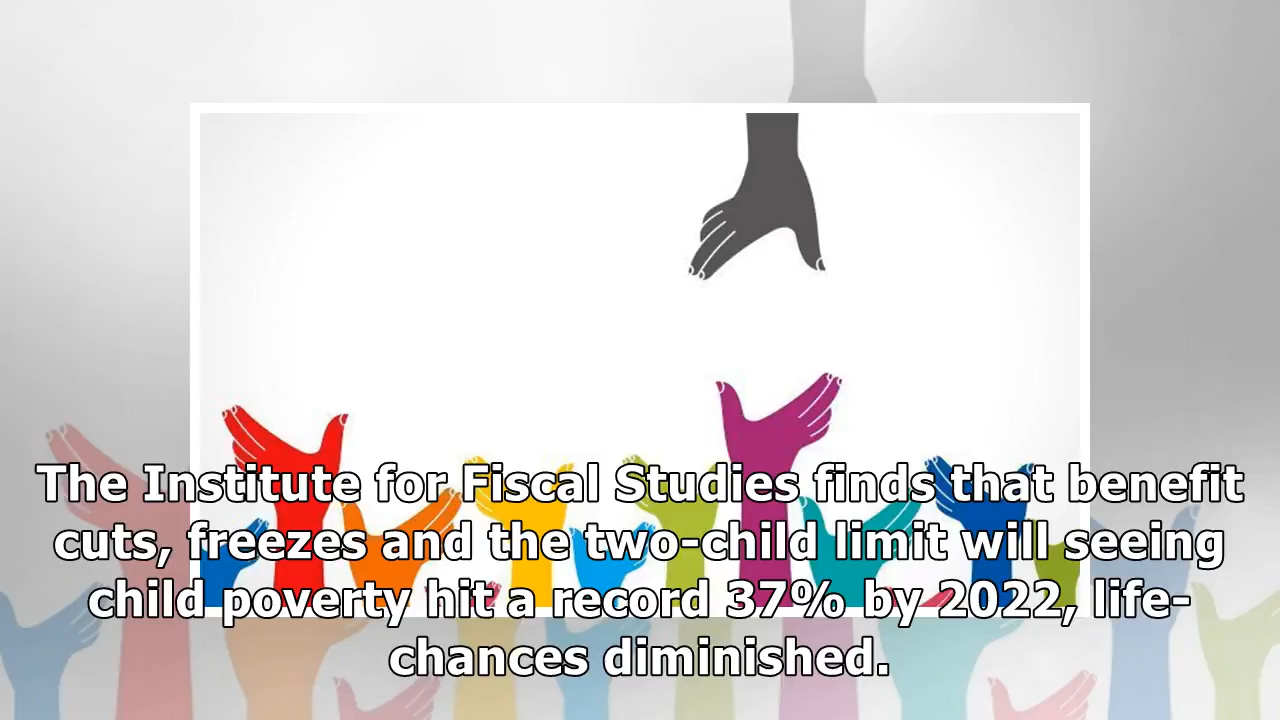 The Institute for Fiscal Studies finds that benefit
cuts, freezes and the two-child limit will seeing
child poverty hit a record 37% by 2022, life-
chances diminished.